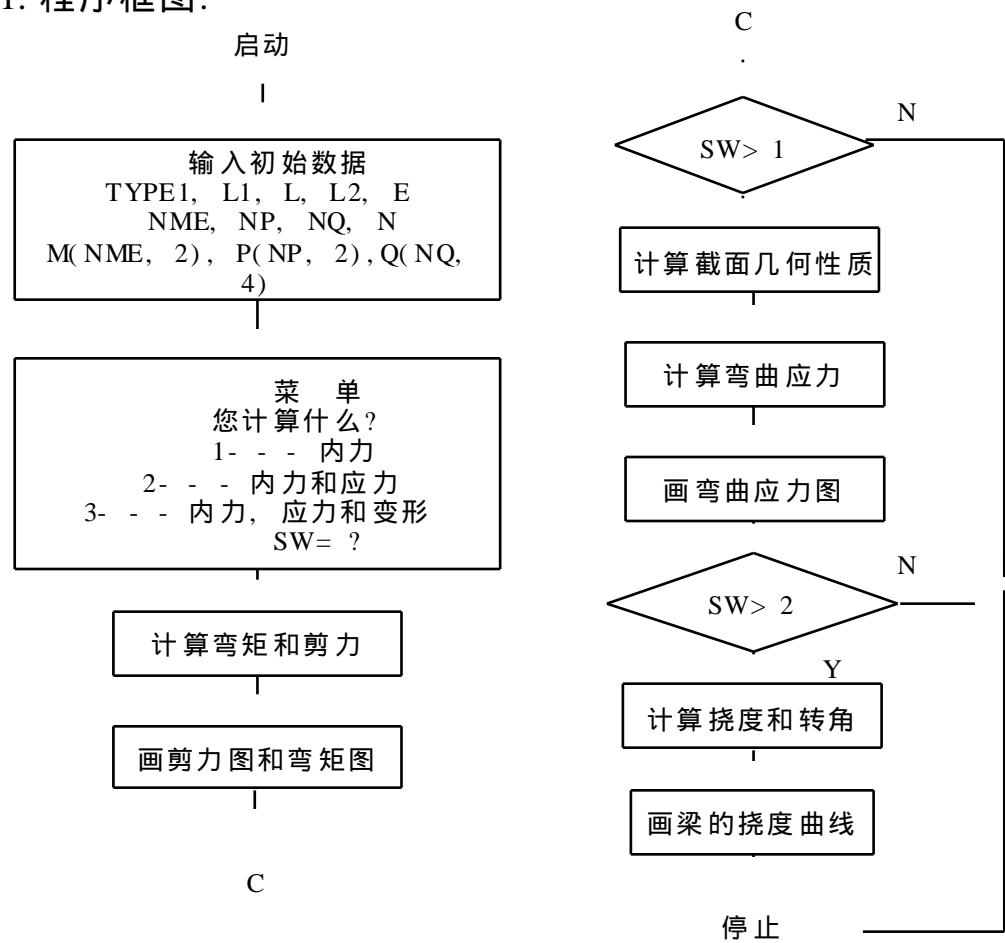 1. 程序框图:
启动
输入初始数据
TYPE1, L1, L, L2, E
NME, NP, NQ, N
M( NME, 2) , P(NP, 2) ,Q( NQ,
4)
菜 单
您计算什么?
1- - - 内力
2- - - 内力和应力
3- - - 内力, 应力和变形
SW= ?
计算弯矩和剪力
画剪力图和弯矩图
C
C
SW> 1
N
计算截面几何性质
计算弯曲应力
画弯曲应力图
SW> 2
N
Y
计算挠度和转角
画梁的挠度曲线
停止